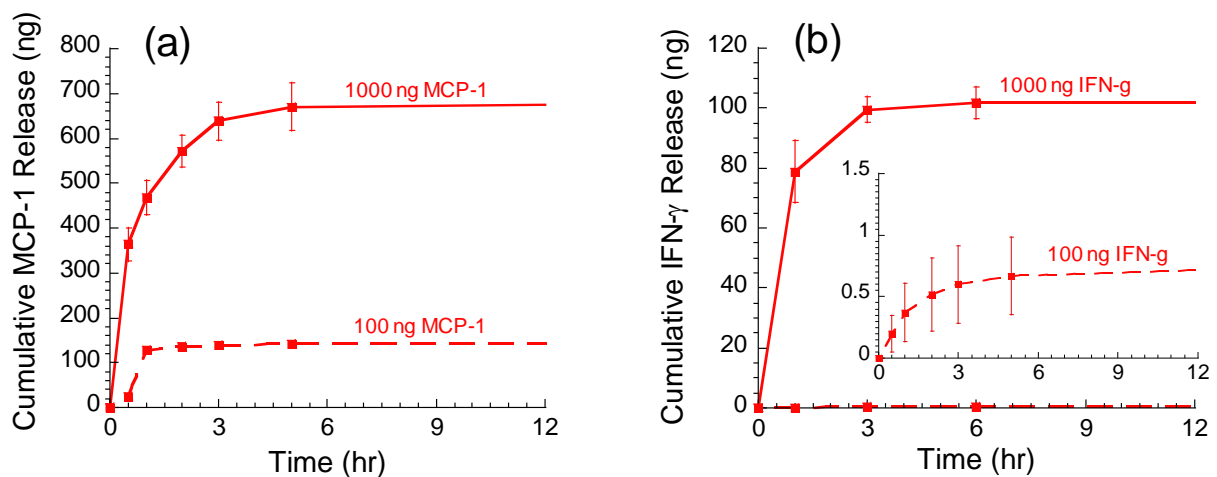 (a)
Cumulative MCP-1 Release (ng)
800
700
600
500
400
300
200
100
0
1000 ng MCP-1
100 ng MCP-1
0 3 6 9 12
Time (hr)
(b)
Cumulative IFN-γ Release (ng)
120
100
80
60
40
20
0
1000 ng IFN-g
1.5
1
0.5
0
100 ng IFN-g
0 3 6 9 12
0 3 6 9 12
Time (hr)